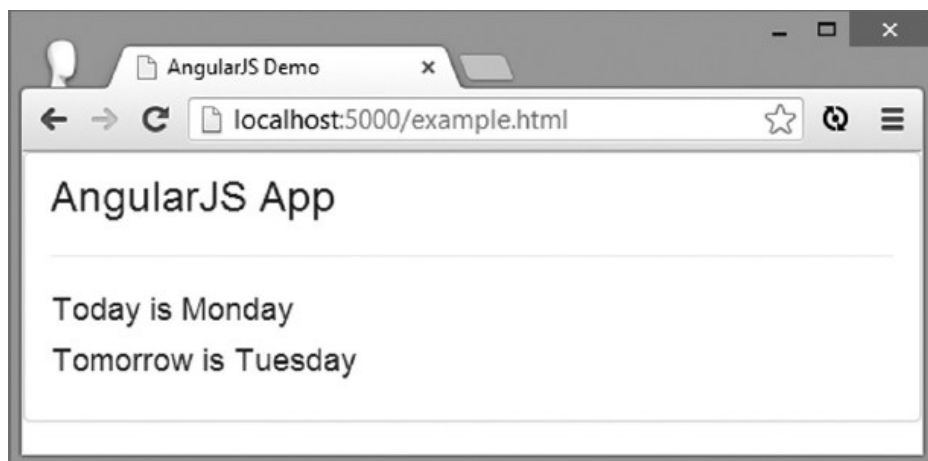 AngularJS Demo
localhost:5000/example.html
AngularJS App
Today is Monday
Tomorrow is Tuesday